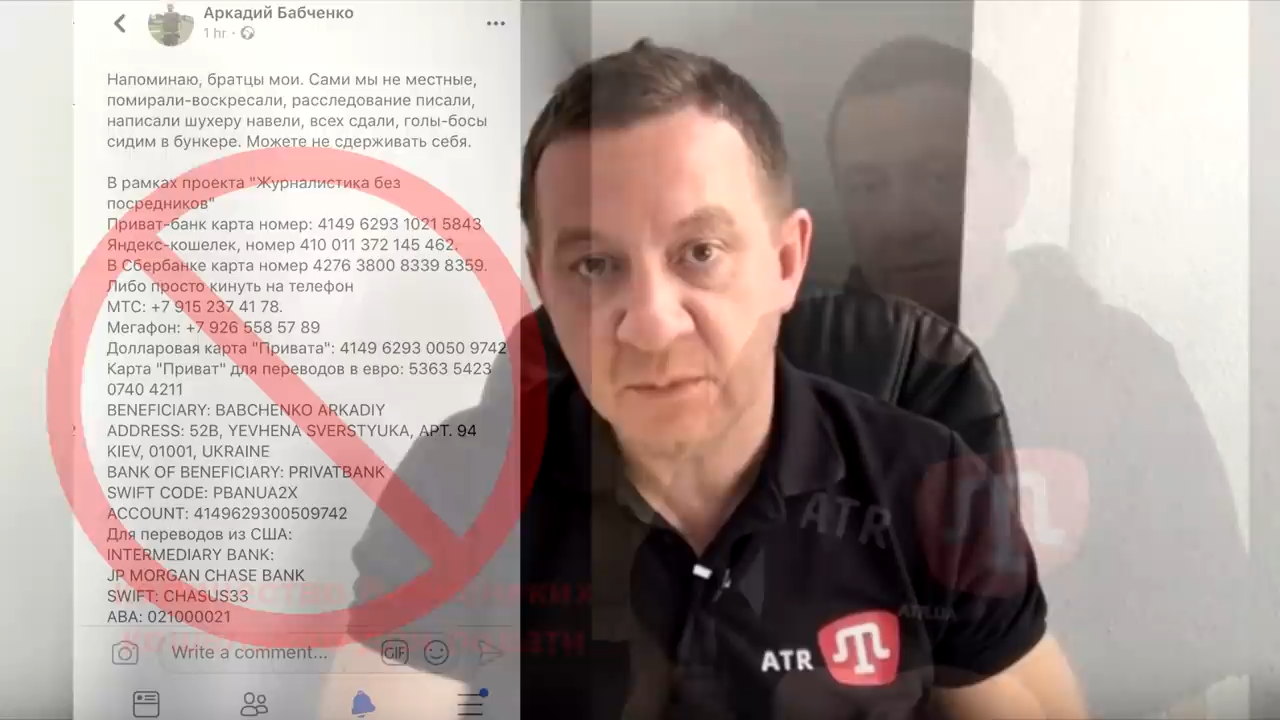 Аркадий Бабченко
1 hr
Напоминаю, братцы мои. Сами мы не местные,
помирали-воскресали, расследование писали,
написали шухеру навели, всех сдали, голы-босы
сидим в бункере. Можете не сдерживать себя.
В рамках проекта "Журналистика без
посредников"
Приват-банк карта номер: 4149 6293 1021 5843
Яндекс-кошелек, номер 410 011 372 145 462.
В Сбербанке карта номер 4276 3800 8339 8359.
Либо просто кинуть на телефон
МТС: +7 915 237 41 78.
Мегафон: +7 926 558 57 89
Долларовая карта "Привата": 4149 6293 0050 9742
Карта "Приват" для переводов в евро: 5363 5423
0740 4211
BENEFICIARY: BABCHENKO ARKADIY
ADDRESS: 52B, YEVHENA SVERSTYUKA, APT. 94
KIEV, 01001, UKRAINE
BANK OF BENEFICIARY: PRIVATBANK
SWIFT CODE: PBANUA2X
ACCOUNT: 4149629300509742
Для переводов из США:
INTERMEDIARY BANK:
JP MORGAN CHASE BANK
SWIFT: CHASUS33
ABA: 021000021
Write a comment...
GIF
ATR
ATR.UA
ATR